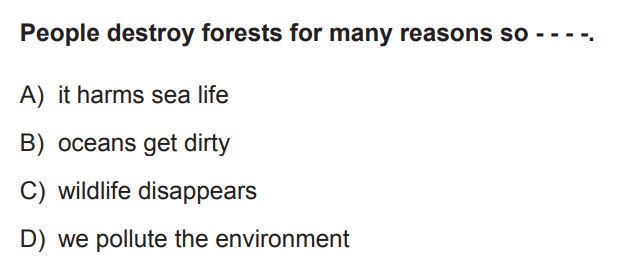 People destroy forests for many reasons so - - - -.
A) it harms sea life
B) oceans get dirty
C) wildlife disappears
D) we pollute the environment